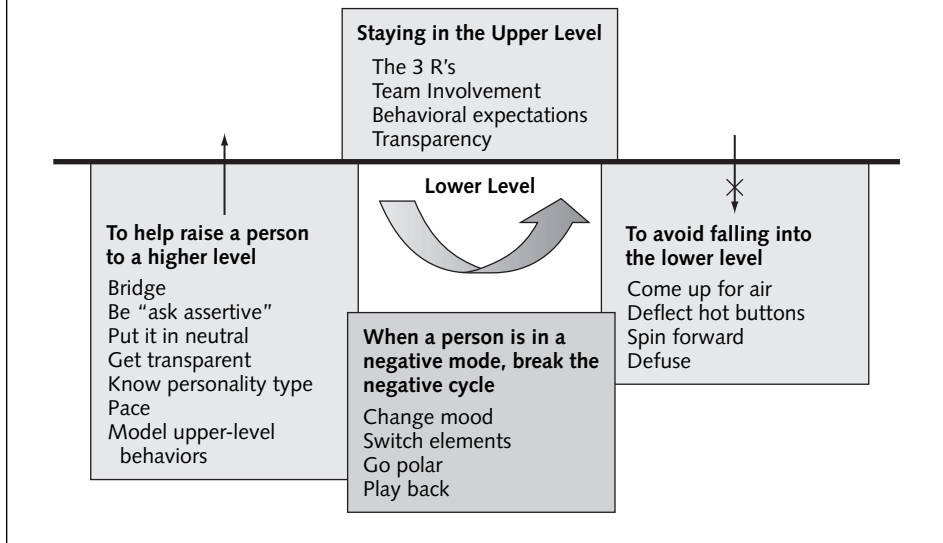 Staying in the Upper Level
The 3 R's
Team Involvement
Behavioral expectations
Transparency
Lower Level
To help raise a person
to a higher level
Bridge
Be “ask assertive”
Put it in neutral
Get transparent
Know personality type
Pace
Model upper-level
behaviors
When a person is in a
negative mode, break the
negative cycle
Change mood
Switch elements
Go polar
Play back
To avoid falling into
the lower level
Come up for air
Deflect hot buttons
Spin forward
Defuse